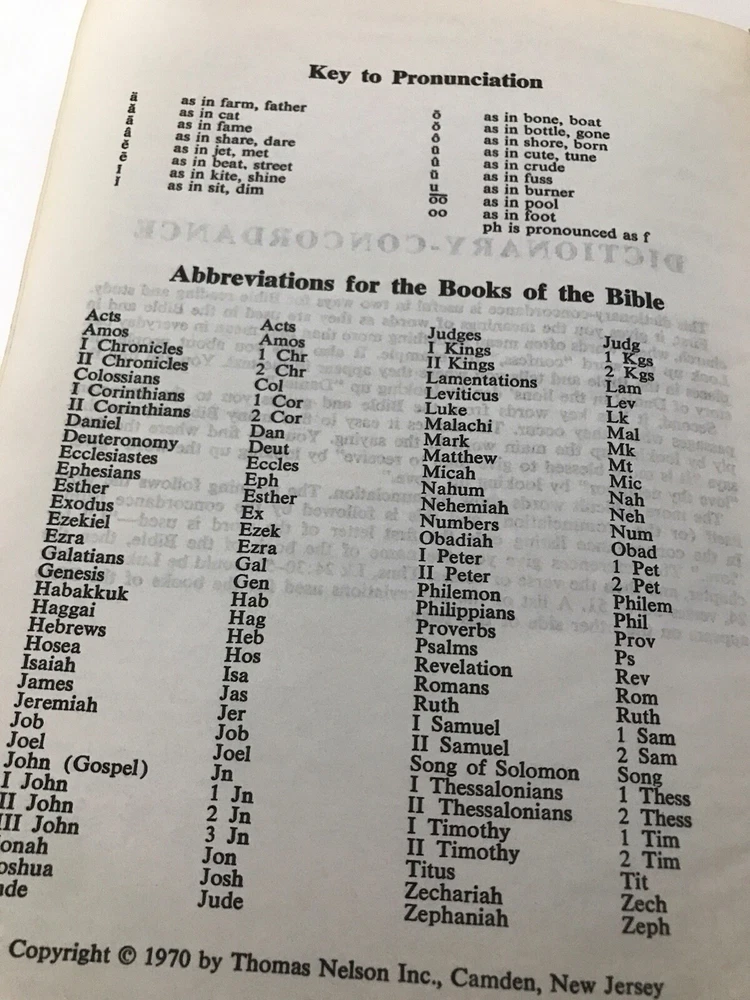 Key to Pronunciation
ä as in farm, father
ă as in cat
ā as in fame
â as in share, dare
ĕ as in jet, met
ē as in beat, street
ī as in kite, shine
ĭ as in sit, dim
ō as in bone, boat
ŏ as in bottle, gone
ô as in shore, born
ū as in cute, tune
û as in crude
ŭ as in fuss
u as in burner
o͞o as in pool
oo as in foot
ph is pronounced as f
Abbreviations for the Books of the Bible
Acts Acts
Amos Amos
I Chronicles 1 Chr
II Chronicles 2 Chr
Colossians Col
I Corinthians 1 Cor
II Corinthians 2 Cor
Daniel Dan
Deuteronomy Deut
Ecclesiastes Eccles
Ephesians Eph
Esther Esther
Exodus Ex
Ezekiel Ezek
Ezra Ezra
Galatians Gal
Genesis Gen
Habakkuk Hab
Haggai Hag
Hebrews Heb
Hosea Hos
Isaiah Isa
James Jas
Jeremiah Jer
Job Job
Joel Joel
John (Gospel) Jn
I John 1 Jn
II John 2 Jn
III John 3 Jn
onah Jon
oshua Josh
ude Jude
Judges Judg
I Kings 1 Kgs
II Kings 2 Kgs
Lamentations Lam
Leviticus Lev
Luke Lk
Malachi Mal
Mark Mk
Matthew Mt
Micah Mic
Nahum Nah
Nehemiah Neh
Numbers Num
Obadiah Obad
I Peter 1 Pet
II Peter 2 Pet
Philemon Philem
Philippians Phil
Proverbs Prov
Psalms Ps
Revelation Rev
Romans Rom
Ruth Ruth
I Samuel 1 Sam
II Samuel 2 Sam
Song of Solomon Song
I Thessalonians 1 Thess
II Thessalonians 2 Thess
I Timothy 1 Tim
II Timothy 2 Tim
Titus Tit
Zechariah Zech
Zephaniah Zeph
Copyright © 1970 by Thomas Nelson Inc., Camden, New Jersey